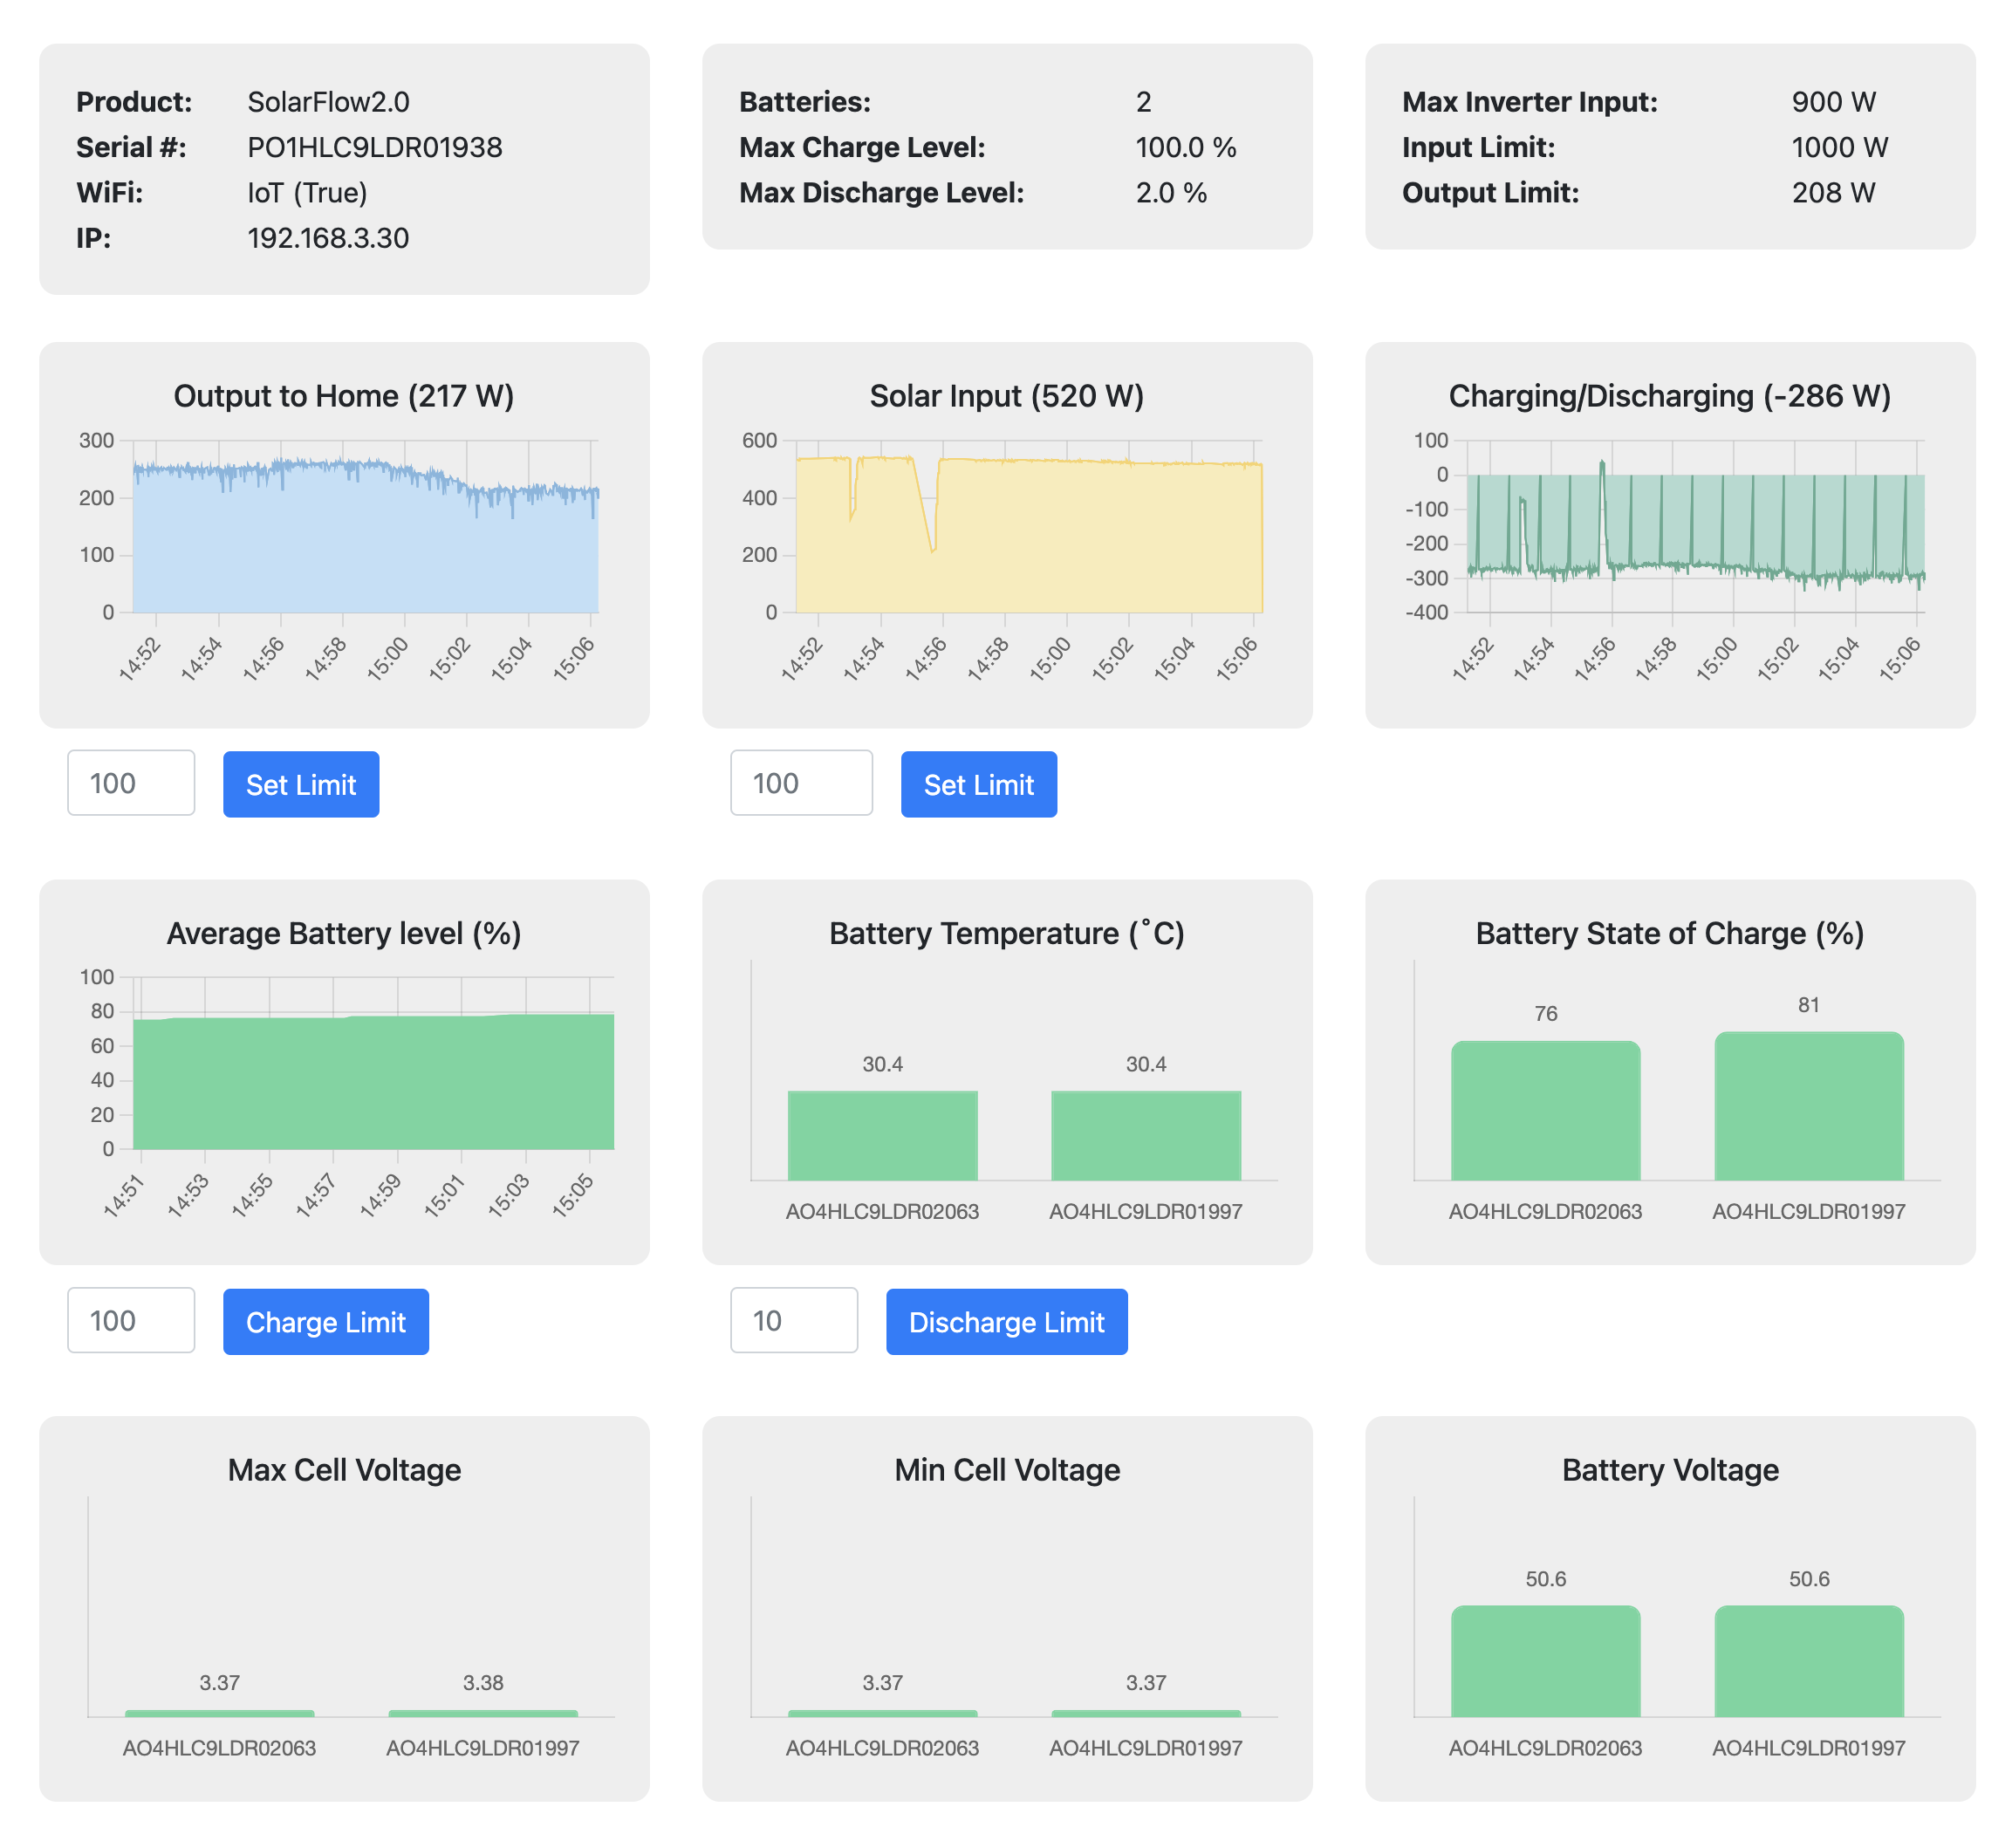 Product: SolarFlow2.0
Serial #: PO1HLC9LDR01938
WiFi: IoT (True)
IP: 192.168.3.30
Batteries: 2
Max Charge Level: 100.0 %
Max Discharge Level: 2.0 %
Max Inverter Input: 900 W
Input Limit: 1000 W
Output Limit: 208 W
Output to Home (217 W)
300
200
100
0
14:52 14:54 14:56 14:58 15:00 15:02 15:04 15:06
100 Set Limit
Solar Input (520 W)
600
400
200
0
14:52 14:54 14:56 14:58 15:00 15:02 15:04 15:06
100 Set Limit
Charging/Discharging (-286 W)
100
0
-100
-200
-300
-400
14:52 14:54 14:56 14:58 15:00 15:02 15:04 15:06
Average Battery level (%)
100
80
60
40
20
0
14:51 14:53 14:55 14:57 14:59 15:01 15:03 15:05
100 Charge Limit
Battery Temperature (˚C)
30.4 30.4
AO4HLC9LDR02063 AO4HLC9LDR01997
10 Discharge Limit
Battery State of Charge (%)
76 81
AO4HLC9LDR02063 AO4HLC9LDR01997
Max Cell Voltage
3.37 3.38
AO4HLC9LDR02063 AO4HLC9LDR01997
Min Cell Voltage
3.37 3.37
AO4HLC9LDR02063 AO4HLC9LDR01997
Battery Voltage
50.6 50.6
AO4HLC9LDR02063 AO4HLC9LDR01997